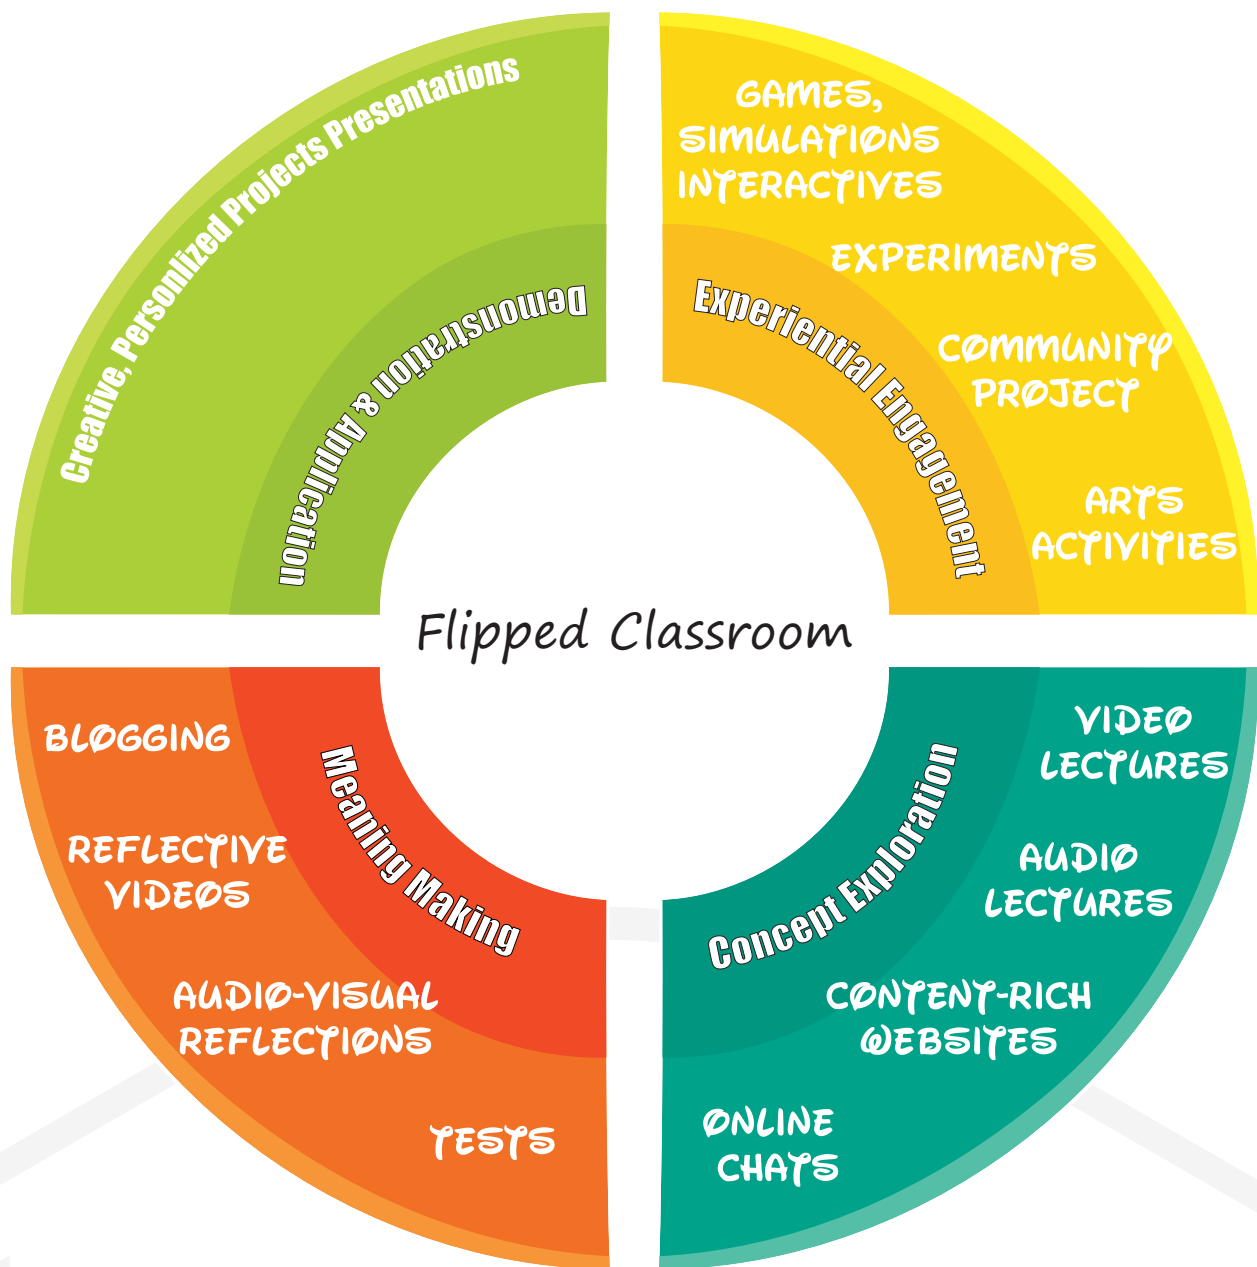 Creative, Personlized Projects Presentations
Demonstration & Application
GAMES,
SIMULATIONS
INTERACTIVES
EXPERIMENTS
COMMUNITY
PROJECT
ARTS
ACTIVITIES
Experiential Engagement
Flipped Classroom
BLOGGING
REFLECTIVE
VIDEOS
AUDIO-VISUAL
REFLECTIONS
TESTS
Meaning Making
VIDEO
LECTURES
AUDIO
LECTURES
CONTENT-RICH
WEBSITES
ONLINE
CHATS
Concept Exploration